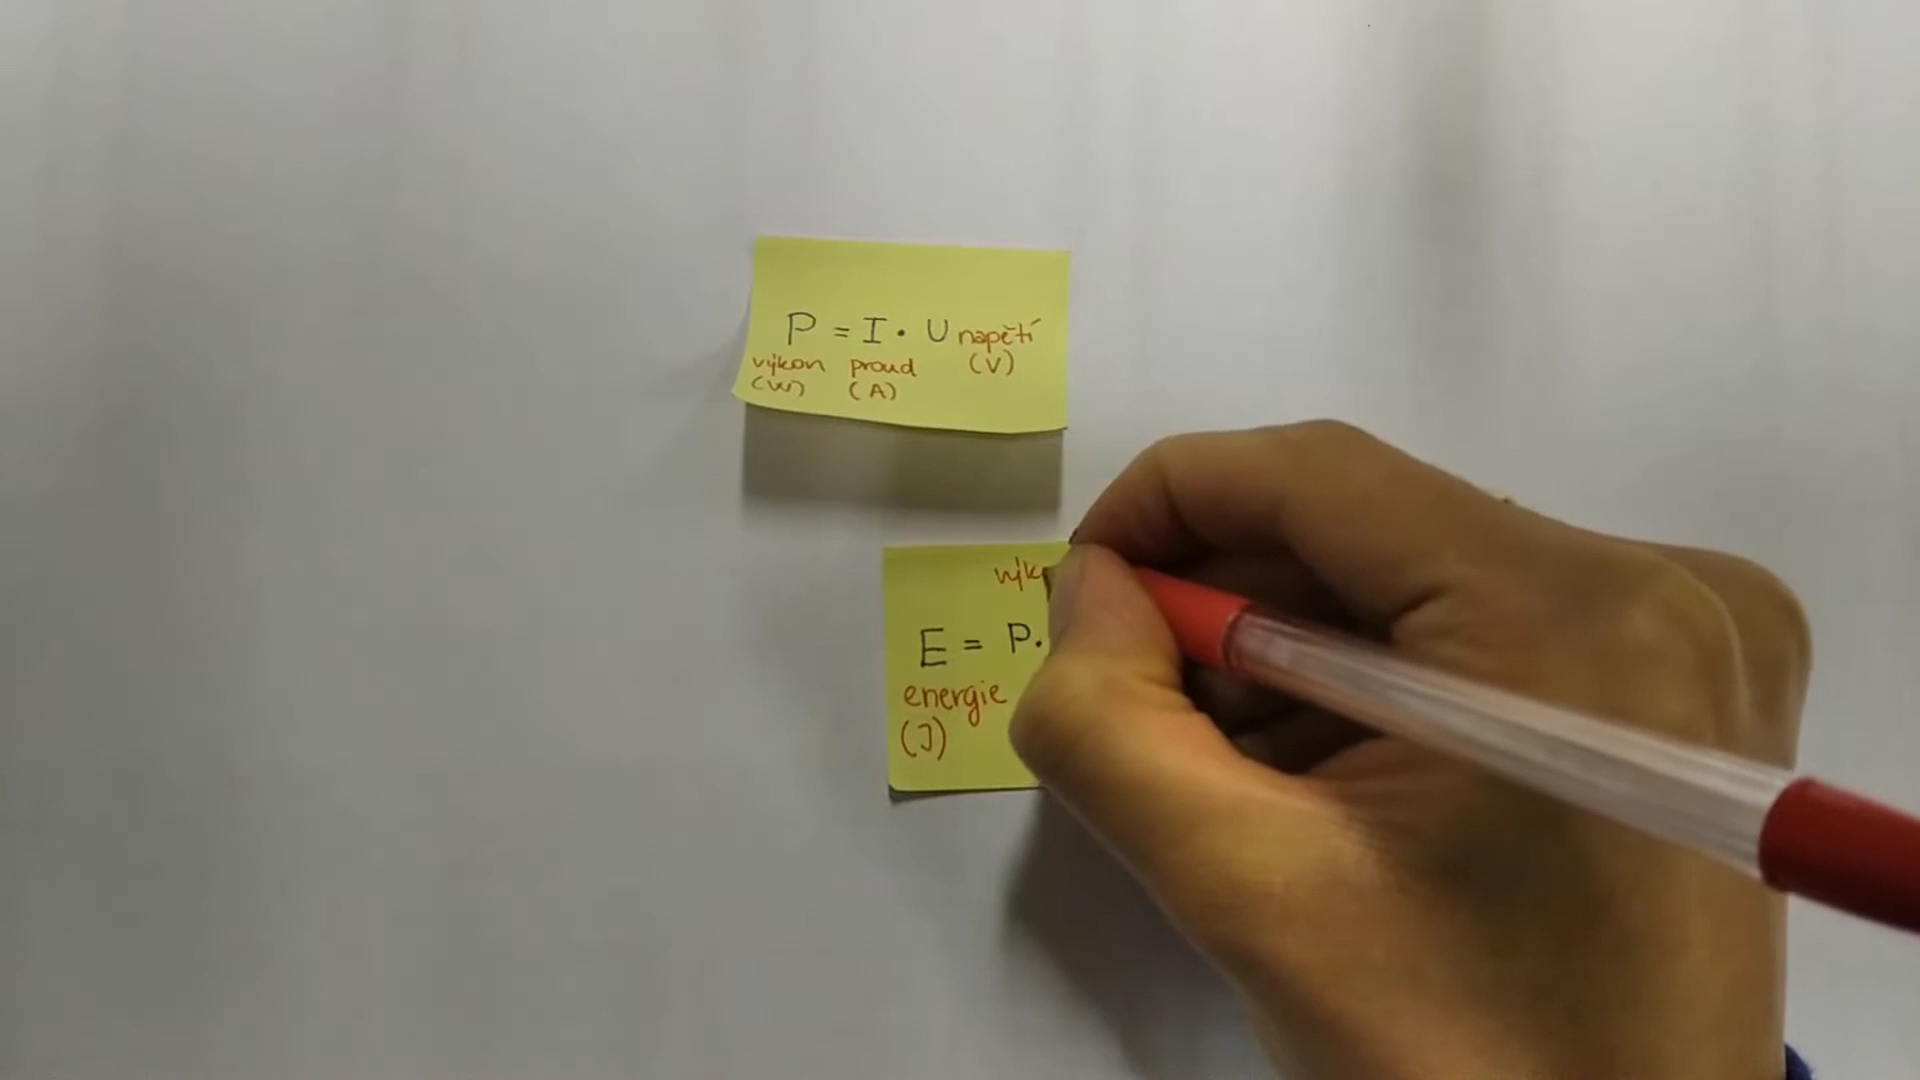 P = I · U napětí
výkon proud (V)
(W) (A)
E = P.
energie
(J)